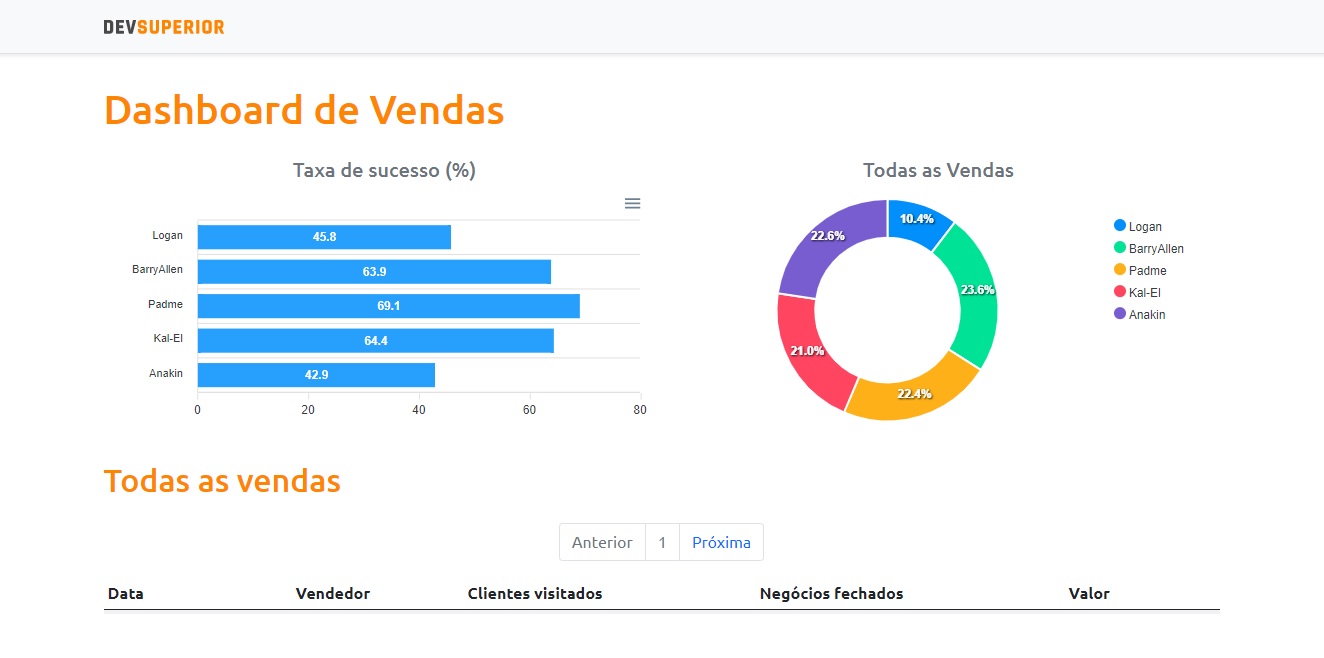 DEVSUPERIOR
Dashboard de Vendas
Taxa de sucesso (%)
Logan
45.8
BarryAllen
63.9
Padme
69.1
Kal-El
64.4
Anakin
42.9
0 20 40 60 80
Todas as Vendas
10.4%
23.6%
22.4%
21.0%
22.6%
Logan
BarryAllen
Padme
Kal-El
Anakin
Todas as vendas
Anterior 1 Próxima
Data Vendedor Clientes visitados Negócios fechados Valor